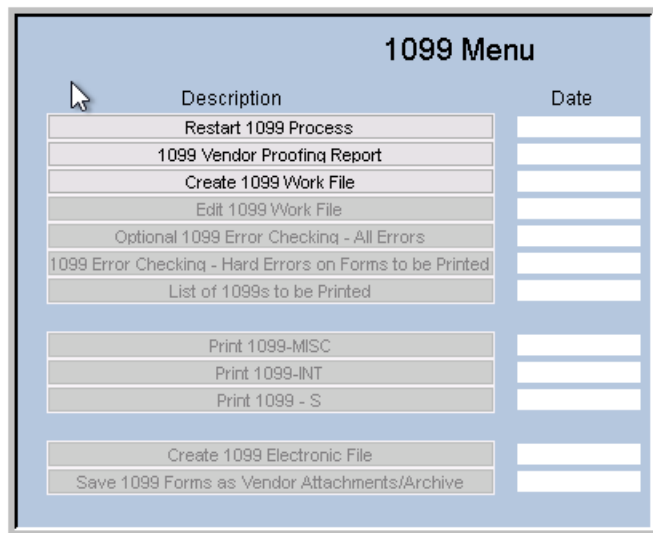 1099 Menu
Description Date
Restart 1099 Process
1099 Vendor Proofing Report
Create 1099 Work File
Edit 1099 Work File
Optional 1099 Error Checking - All Errors
1099 Error Checking - Hard Errors on Forms to be Printed
List of 1099s to be Printed
Print 1099-MISC
Print 1099-INT
Print 1099 - S
Create 1099 Electronic File
Save 1099 Forms as Vendor Attachments/Archive